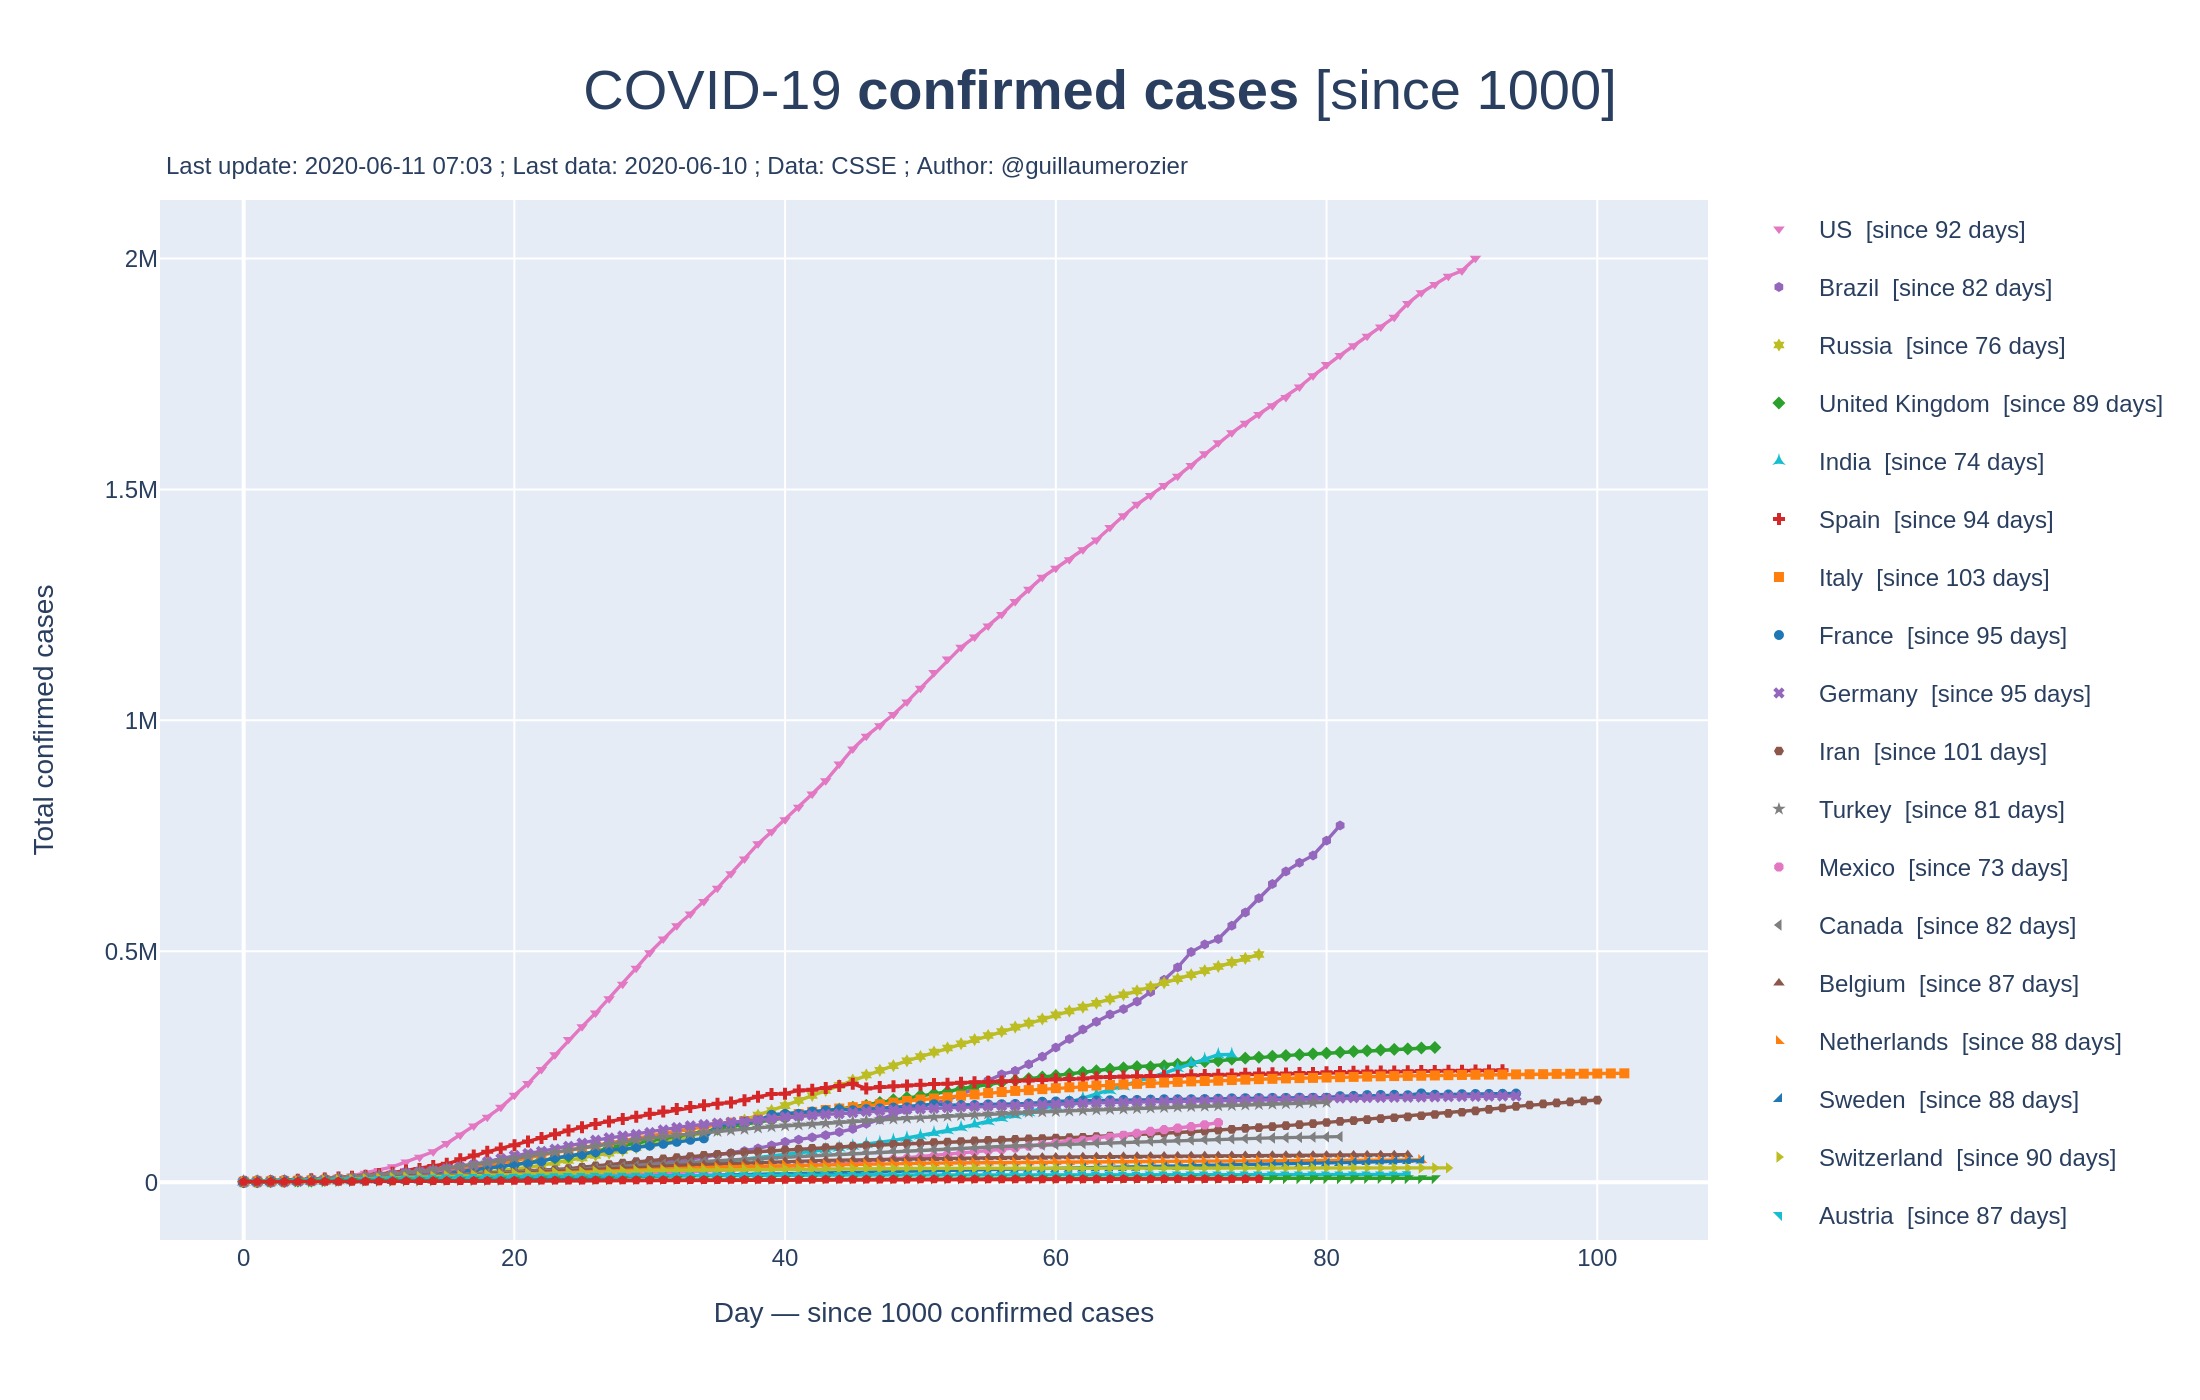 COVID-19 confirmed cases [since 1000]
Last update: 2020-06-11 07:03 ; Last data: 2020-06-10 ; Data: CSSE ; Author: @guillaumerozier
2M
1.5M
1M
0.5M
0
Total confirmed cases
0 20 40 60 80 100
Day — since 1000 confirmed cases
US [since 92 days]
Brazil [since 82 days]
Russia [since 76 days]
United Kingdom [since 89 days]
India [since 74 days]
Spain [since 94 days]
Italy [since 103 days]
France [since 95 days]
Germany [since 95 days]
Iran [since 101 days]
Turkey [since 81 days]
Mexico [since 73 days]
Canada [since 82 days]
Belgium [since 87 days]
Netherlands [since 88 days]
Sweden [since 88 days]
Switzerland [since 90 days]
Austria [since 87 days]